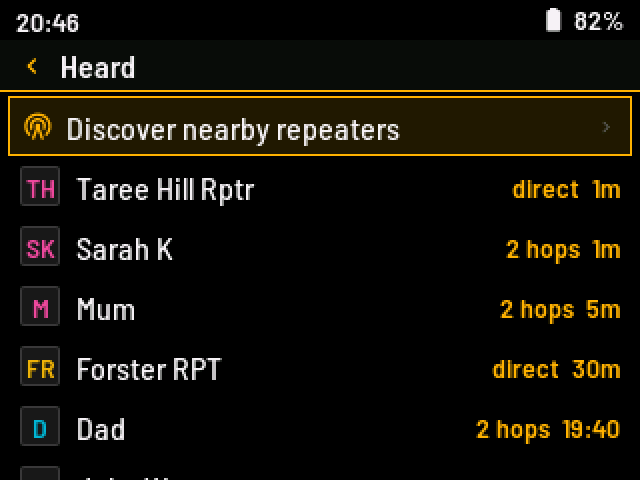 20:46 82%
Heard
Discover nearby repeaters
TH Taree Hill Rptr direct 1m
SK Sarah K 2 hops 1m
M Mum 2 hops 5m
FR Forster RPT direct 30m
D Dad 2 hops 19:40